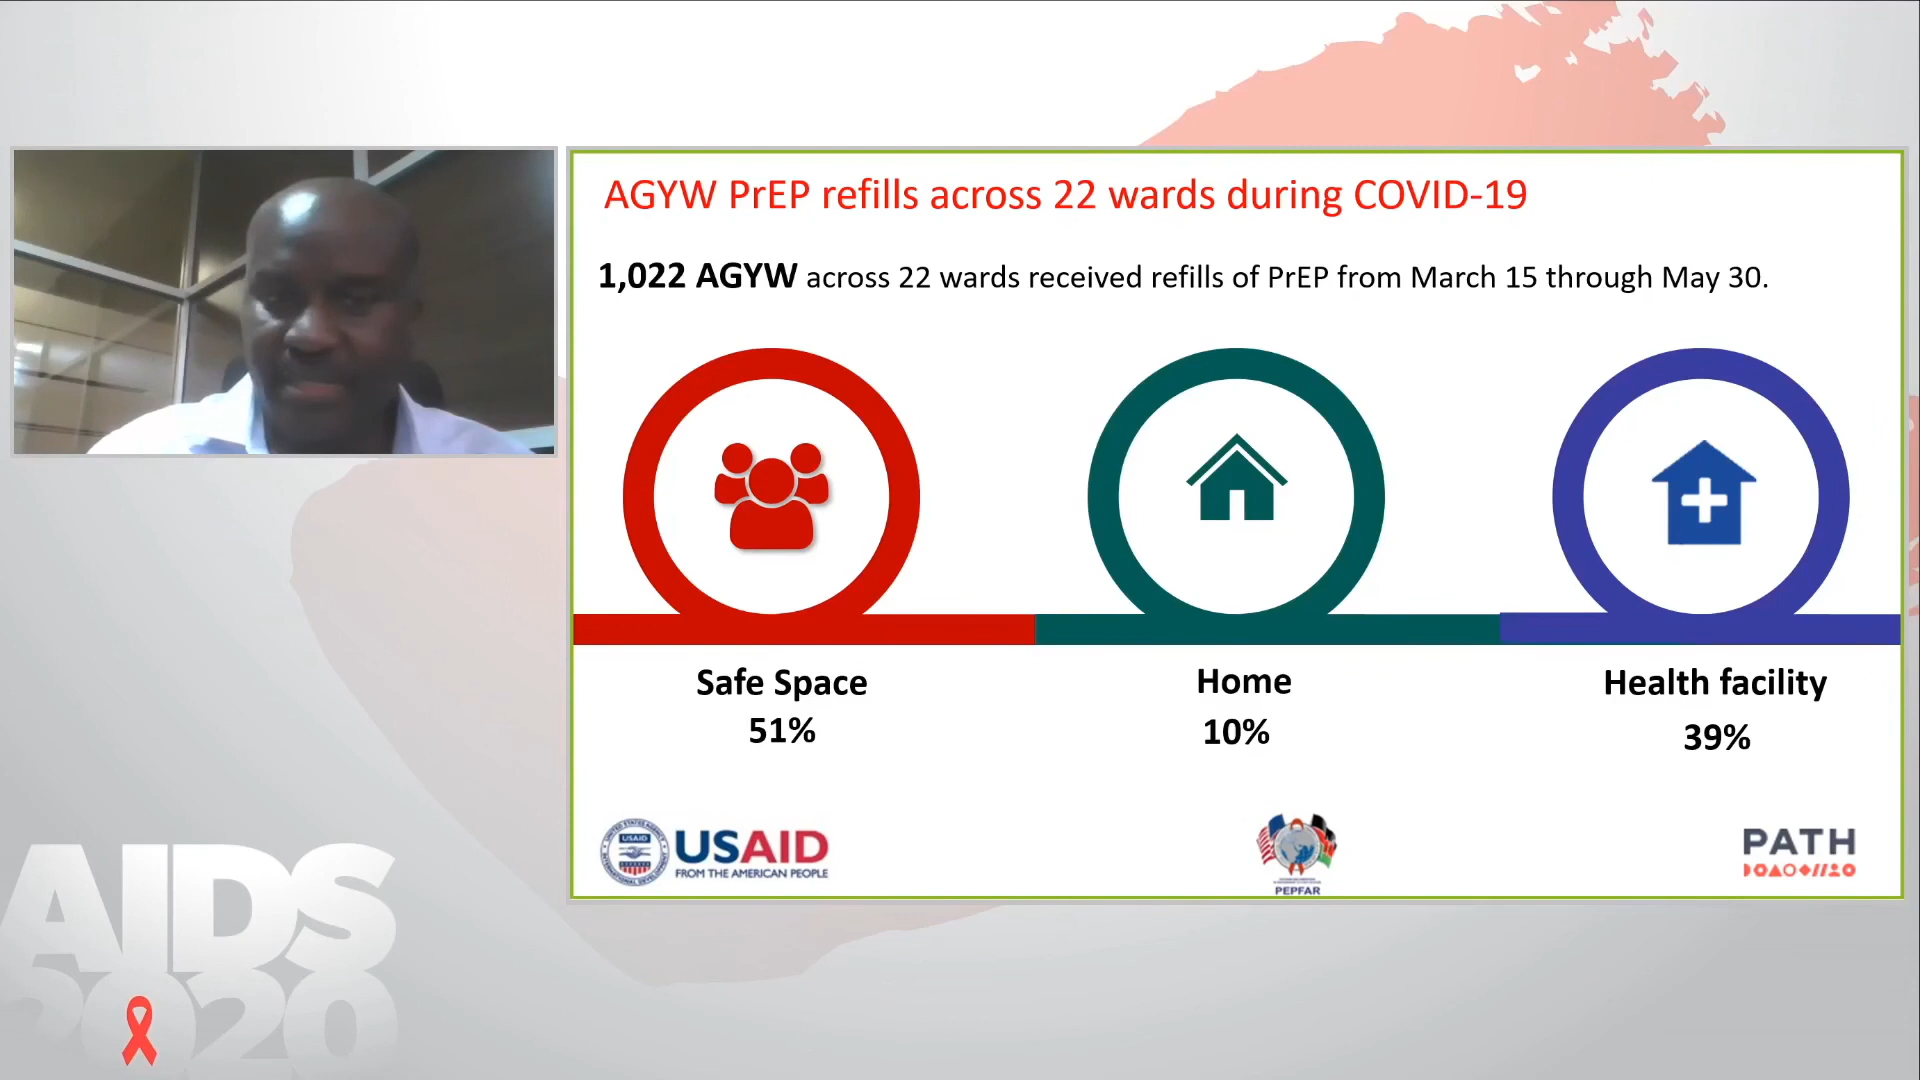 AGYW PrEP refills across 22 wards during COVID-19
1,022 AGYW across 22 wards received refills of PrEP from March 15 through May 30.
Safe Space
51%
Home
10%
Health facility
39%
USAID
USAID
FROM THE AMERICAN PEOPLE
PEPFAR
PATH
AIDS
2020